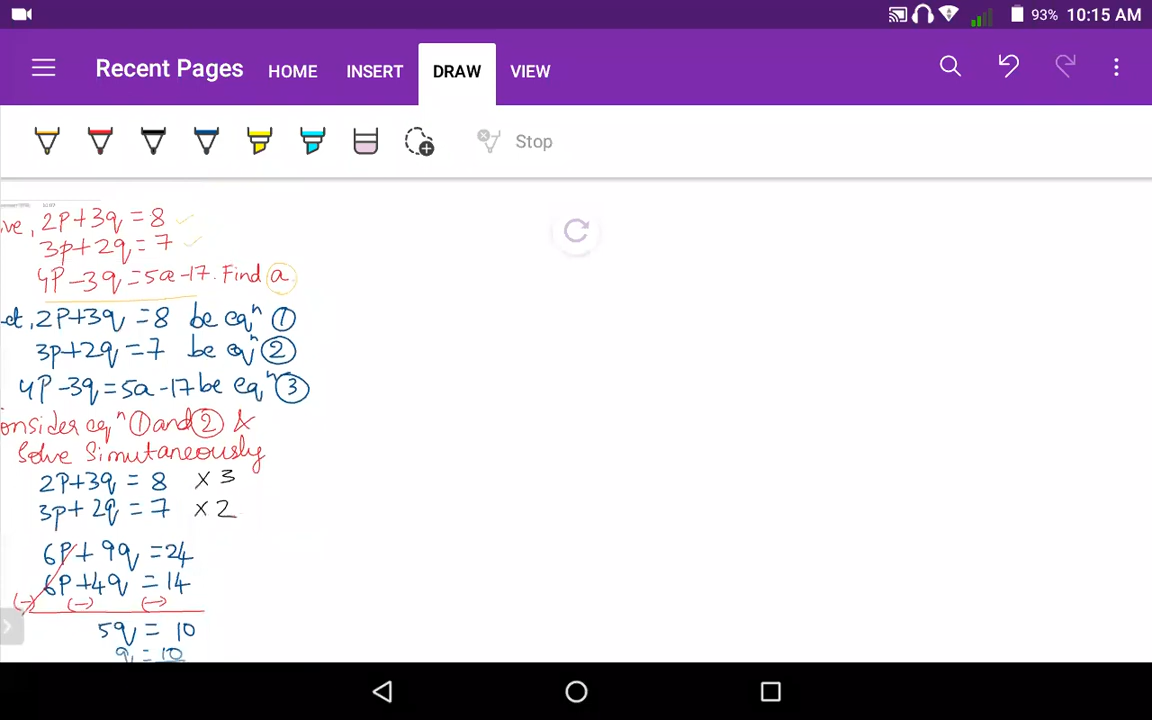 93% 10:15 AM
Recent Pages HOME INSERT DRAW VIEW
Stop
ve, 2p+3q = 8
3p+2q = 7
4p-3q = 5a-17. Find a
et, 2p+3q = 8 be eqⁿ ①
3p+2q = 7 be eqⁿ ②
4p-3q = 5a-17 be eqⁿ ③
onsider eqⁿ ① and ② &
Solve Simutaneously
2p+3q = 8 × 3
3p+2q = 7 × 2
6p+9q = 24
6p+4q = 14
(-) (-) (-)
5q = 10
q = 10